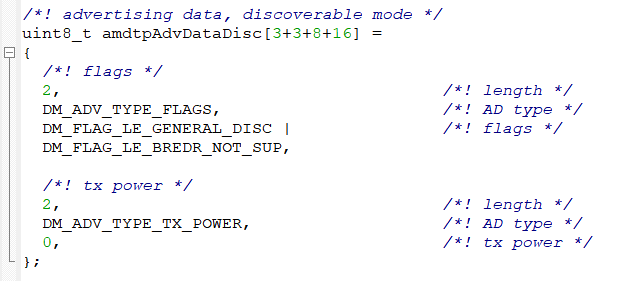 /*! advertising data, discoverable mode */
uint8_t amdtpAdvDataDisc[3+3+8+16] =
{
/*! flags */
2, /*! length */
DM_ADV_TYPE_FLAGS, /*! AD type */
DM_FLAG_LE_GENERAL_DISC | /*! flags */
DM_FLAG_LE_BREDR_NOT_SUP,
/*! tx power */
2, /*! length */
DM_ADV_TYPE_TX_POWER, /*! AD type */
0, /*! tx power */
};